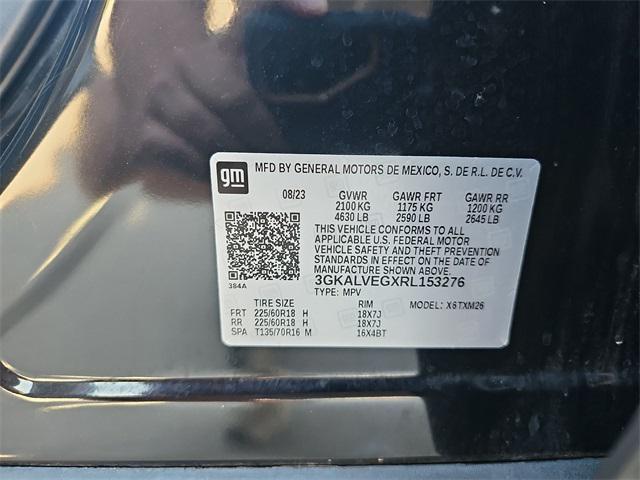 gm MFD BY GENERAL MOTORS DE MEXICO, S. DE R.L. DE C.V.
08/23 GVWR GAWR FRT GAWR RR
2100 KG 1175 KG 1200 KG
4630 LB 2590 LB 2645 LB
THIS VEHICLE CONFORMS TO ALL
APPLICABLE U.S. FEDERAL MOTOR
VEHICLE SAFETY AND THEFT PREVENTION
STANDARDS IN EFFECT ON THE DATE OF
MANUFACTURE SHOWN ABOVE.
3GKALVEGXRL153276
384A TYPE: MPV
TIRE SIZE RIM MODEL: X6TXM26
FRT 225/60R18 H 18X7J
RR 225/60R18 H 18X7J
SPA T135/70R16 M 16X4BT